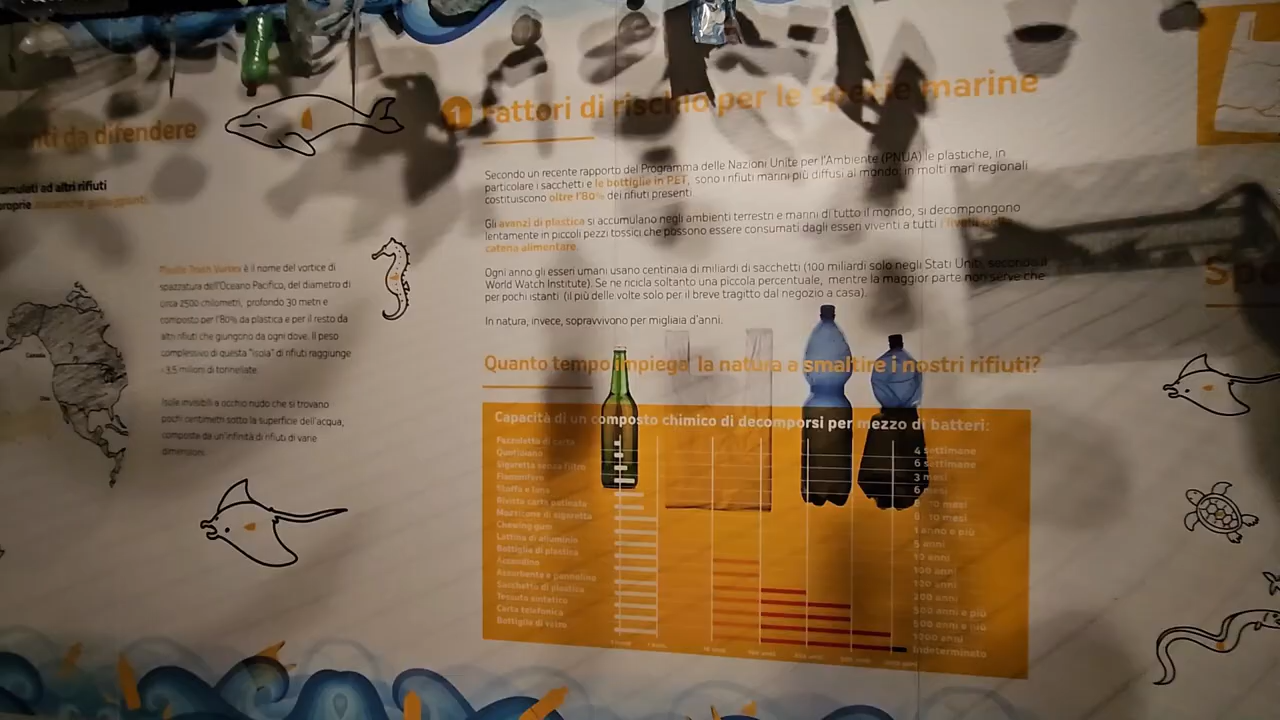 da difendere
ad altri rifiuti
proprie
Plastic Trash Vortex è il nome del vortice di
spazzatura dell'Oceano Pacifico, del diametro di
circa 2500 chilometri, profondo 30 metri e
composto per l'80% da plastica e per il resto da
altri rifiuti che giungono da ogni dove. Il peso
complessivo di questa "isola" di rifiuti raggiunge
i 3,5 milioni di tonnellate.
Isole invisibili a occhio nudo che si trovano
pochi centimetri sotto la superficie dell'acqua,
composte da un'infinità di rifiuti di varie
dimensioni.
1 Fattori di rischio per le specie marine
Secondo un recente rapporto del Programma delle Nazioni Unite per l'Ambiente (PNUA) le plastiche, in
particolare i sacchetti e le bottiglie in PET, sono i rifiuti marini più diffusi al mondo: in molti mari regionali
costituiscono oltre l'80% dei rifiuti presenti.
Gli avanzi di plastica si accumulano negli ambienti terrestri e marini di tutto il mondo, si decompongono
lentamente in piccoli pezzi tossici che possono essere consumati dagli esseri viventi a tutti i livelli della
catena alimentare.
Ogni anno gli esseri umani usano centinaia di miliardi di sacchetti (100 miliardi solo negli Stati Uniti, secondo il
World Watch Institute). Se ne ricicla soltanto una piccola percentuale, mentre la maggior parte non serve che
per pochi istanti (il più delle volte solo per il breve tragitto dal negozio a casa).
In natura, invece, sopravvivono per migliaia d'anni.
Quanto tempo impiega la natura a smaltire i nostri rifiuti?
Capacità di un composto chimico di decomporsi per mezzo di batteri:
Fazzoletto di carta 4 settimane
Quotidiano 6 settimane
Sigaretta senza filtro 3 mesi
Fiammifero 6 mesi
Stoffa e lana 8 - 10 mesi
Rivista carta patinata 8 - 10 mesi
Mozzicone di sigaretta 1 anno e più
Chewing gum 5 anni
Lattina di alluminio 10 anni
Bottiglia di plastica 100 anni
Accendino 100 anni
Assorbente e pannolino 200 anni
Sacchetto di plastica 500 anni e più
Tessuto sintetico 500 anni e più
Carta telefonica 1000 anni
Bottiglia di vetro Indeterminato